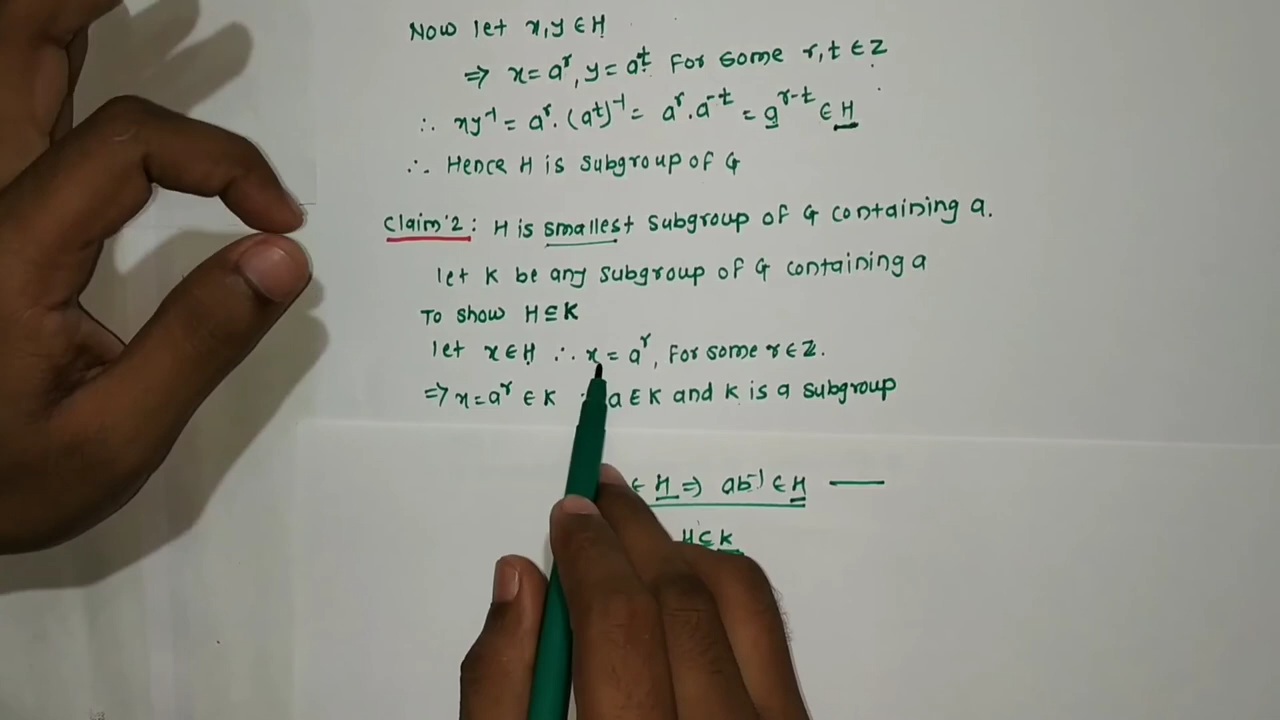 Now let x,y ∈ H
⇒ x = a^r, y = a^t. For some r,t ∈ Z
∴ xy^-1 = a^r. (a^t)^-1 = a^r. a^-t = a^r-t ∈ H
∴ Hence H is subgroup of G
Claim 2: H is smallest subgroup of G containing a.
let K be any subgroup of G containing a
To show H ⊆ K
let x ∈ H ∴ x = a^r, For some r ∈ Z.
⇒ x = a^r ∈ K a ∈ K and K is a subgroup
∈ H ⇒ ab^-1 ∈ H —
H ⊆ K